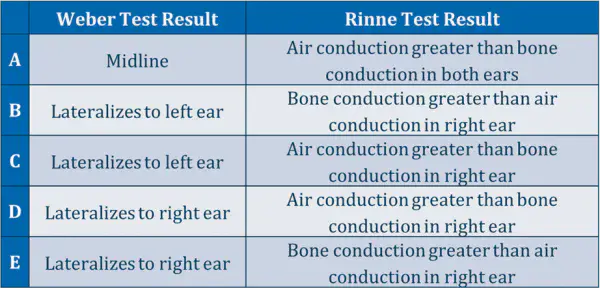 Weber Test Result Rinne Test Result
A Midline Air conduction greater than bone
conduction in both ears
B Lateralizes to left ear Bone conduction greater than air
conduction in right ear
C Lateralizes to left ear Air conduction greater than bone
conduction in right ear
D Lateralizes to right ear Air conduction greater than bone
conduction in right ear
E Lateralizes to right ear Bone conduction greater than air
conduction in right ear